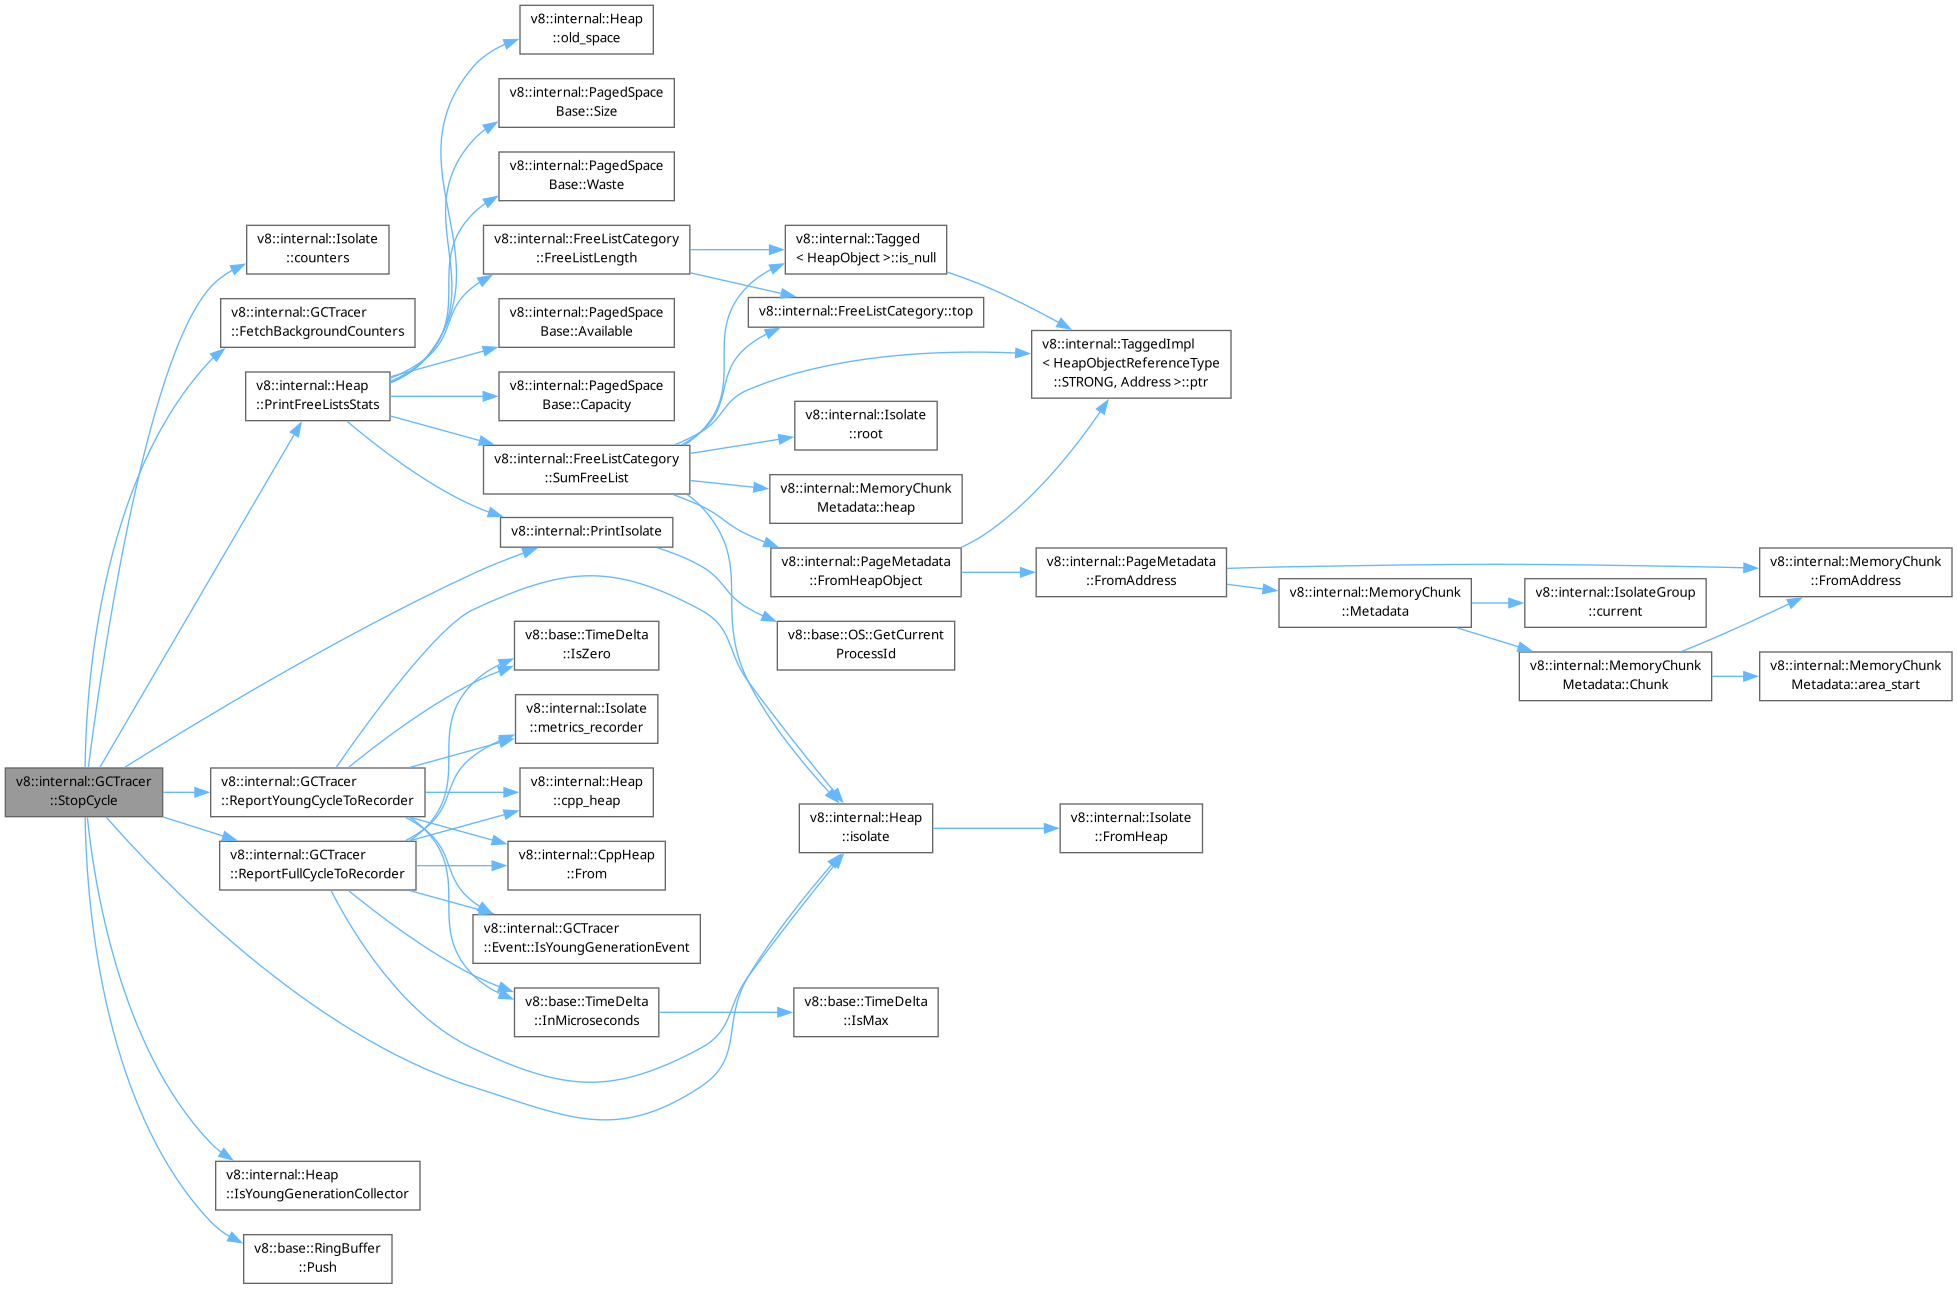 v8::internal::Heap
::old_space
v8::internal::PagedSpace
Base::Size
v8::internal::PagedSpace
Base::Waste
v8::internal::Isolate
::counters
v8::internal::FreeListCategory
::FreeListLength
v8::internal::Tagged
< HeapObject >::is_null
v8::internal::GCTracer
::FetchBackgroundCounters
v8::internal::PagedSpace
Base::Available
v8::internal::FreeListCategory::top
v8::internal::TaggedImpl
< HeapObjectReferenceType
::STRONG, Address >::ptr
v8::internal::Heap
::PrintFreeListsStats
v8::internal::PagedSpace
Base::Capacity
v8::internal::Isolate
::root
v8::internal::FreeListCategory
::SumFreeList
v8::internal::MemoryChunk
Metadata::heap
v8::internal::PrintIsolate
v8::internal::PageMetadata
::FromHeapObject
v8::internal::PageMetadata
::FromAddress
v8::internal::MemoryChunk
::FromAddress
v8::internal::MemoryChunk
::Metadata
v8::internal::IsolateGroup
::current
v8::base::TimeDelta
::IsZero
v8::base::OS::GetCurrent
ProcessId
v8::internal::MemoryChunk
Metadata::Chunk
v8::internal::MemoryChunk
Metadata::area_start
v8::internal::Isolate
::metrics_recorder
v8::internal::GCTracer
::StopCycle
v8::internal::GCTracer
::ReportYoungCycleToRecorder
v8::internal::Heap
::cpp_heap
v8::internal::Heap
::isolate
v8::internal::Isolate
::FromHeap
v8::internal::GCTracer
::ReportFullCycleToRecorder
v8::internal::CppHeap
::From
v8::internal::GCTracer
::Event::IsYoungGenerationEvent
v8::base::TimeDelta
::InMicroseconds
v8::base::TimeDelta
::IsMax
v8::internal::Heap
::IsYoungGenerationCollector
v8::base::RingBuffer
::Push